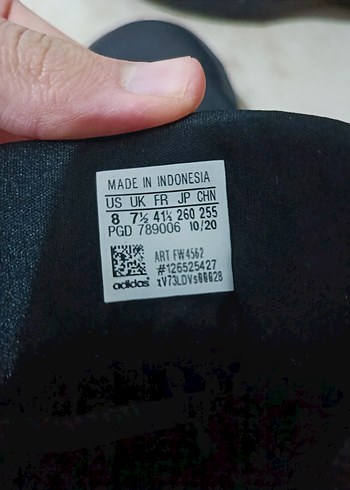 MADE IN INDONESIA
US UK FR JP CHN
8 7½ 41⅓ 260 255
PGD 789006 10/20
ART FW4562
#126525427
adidas